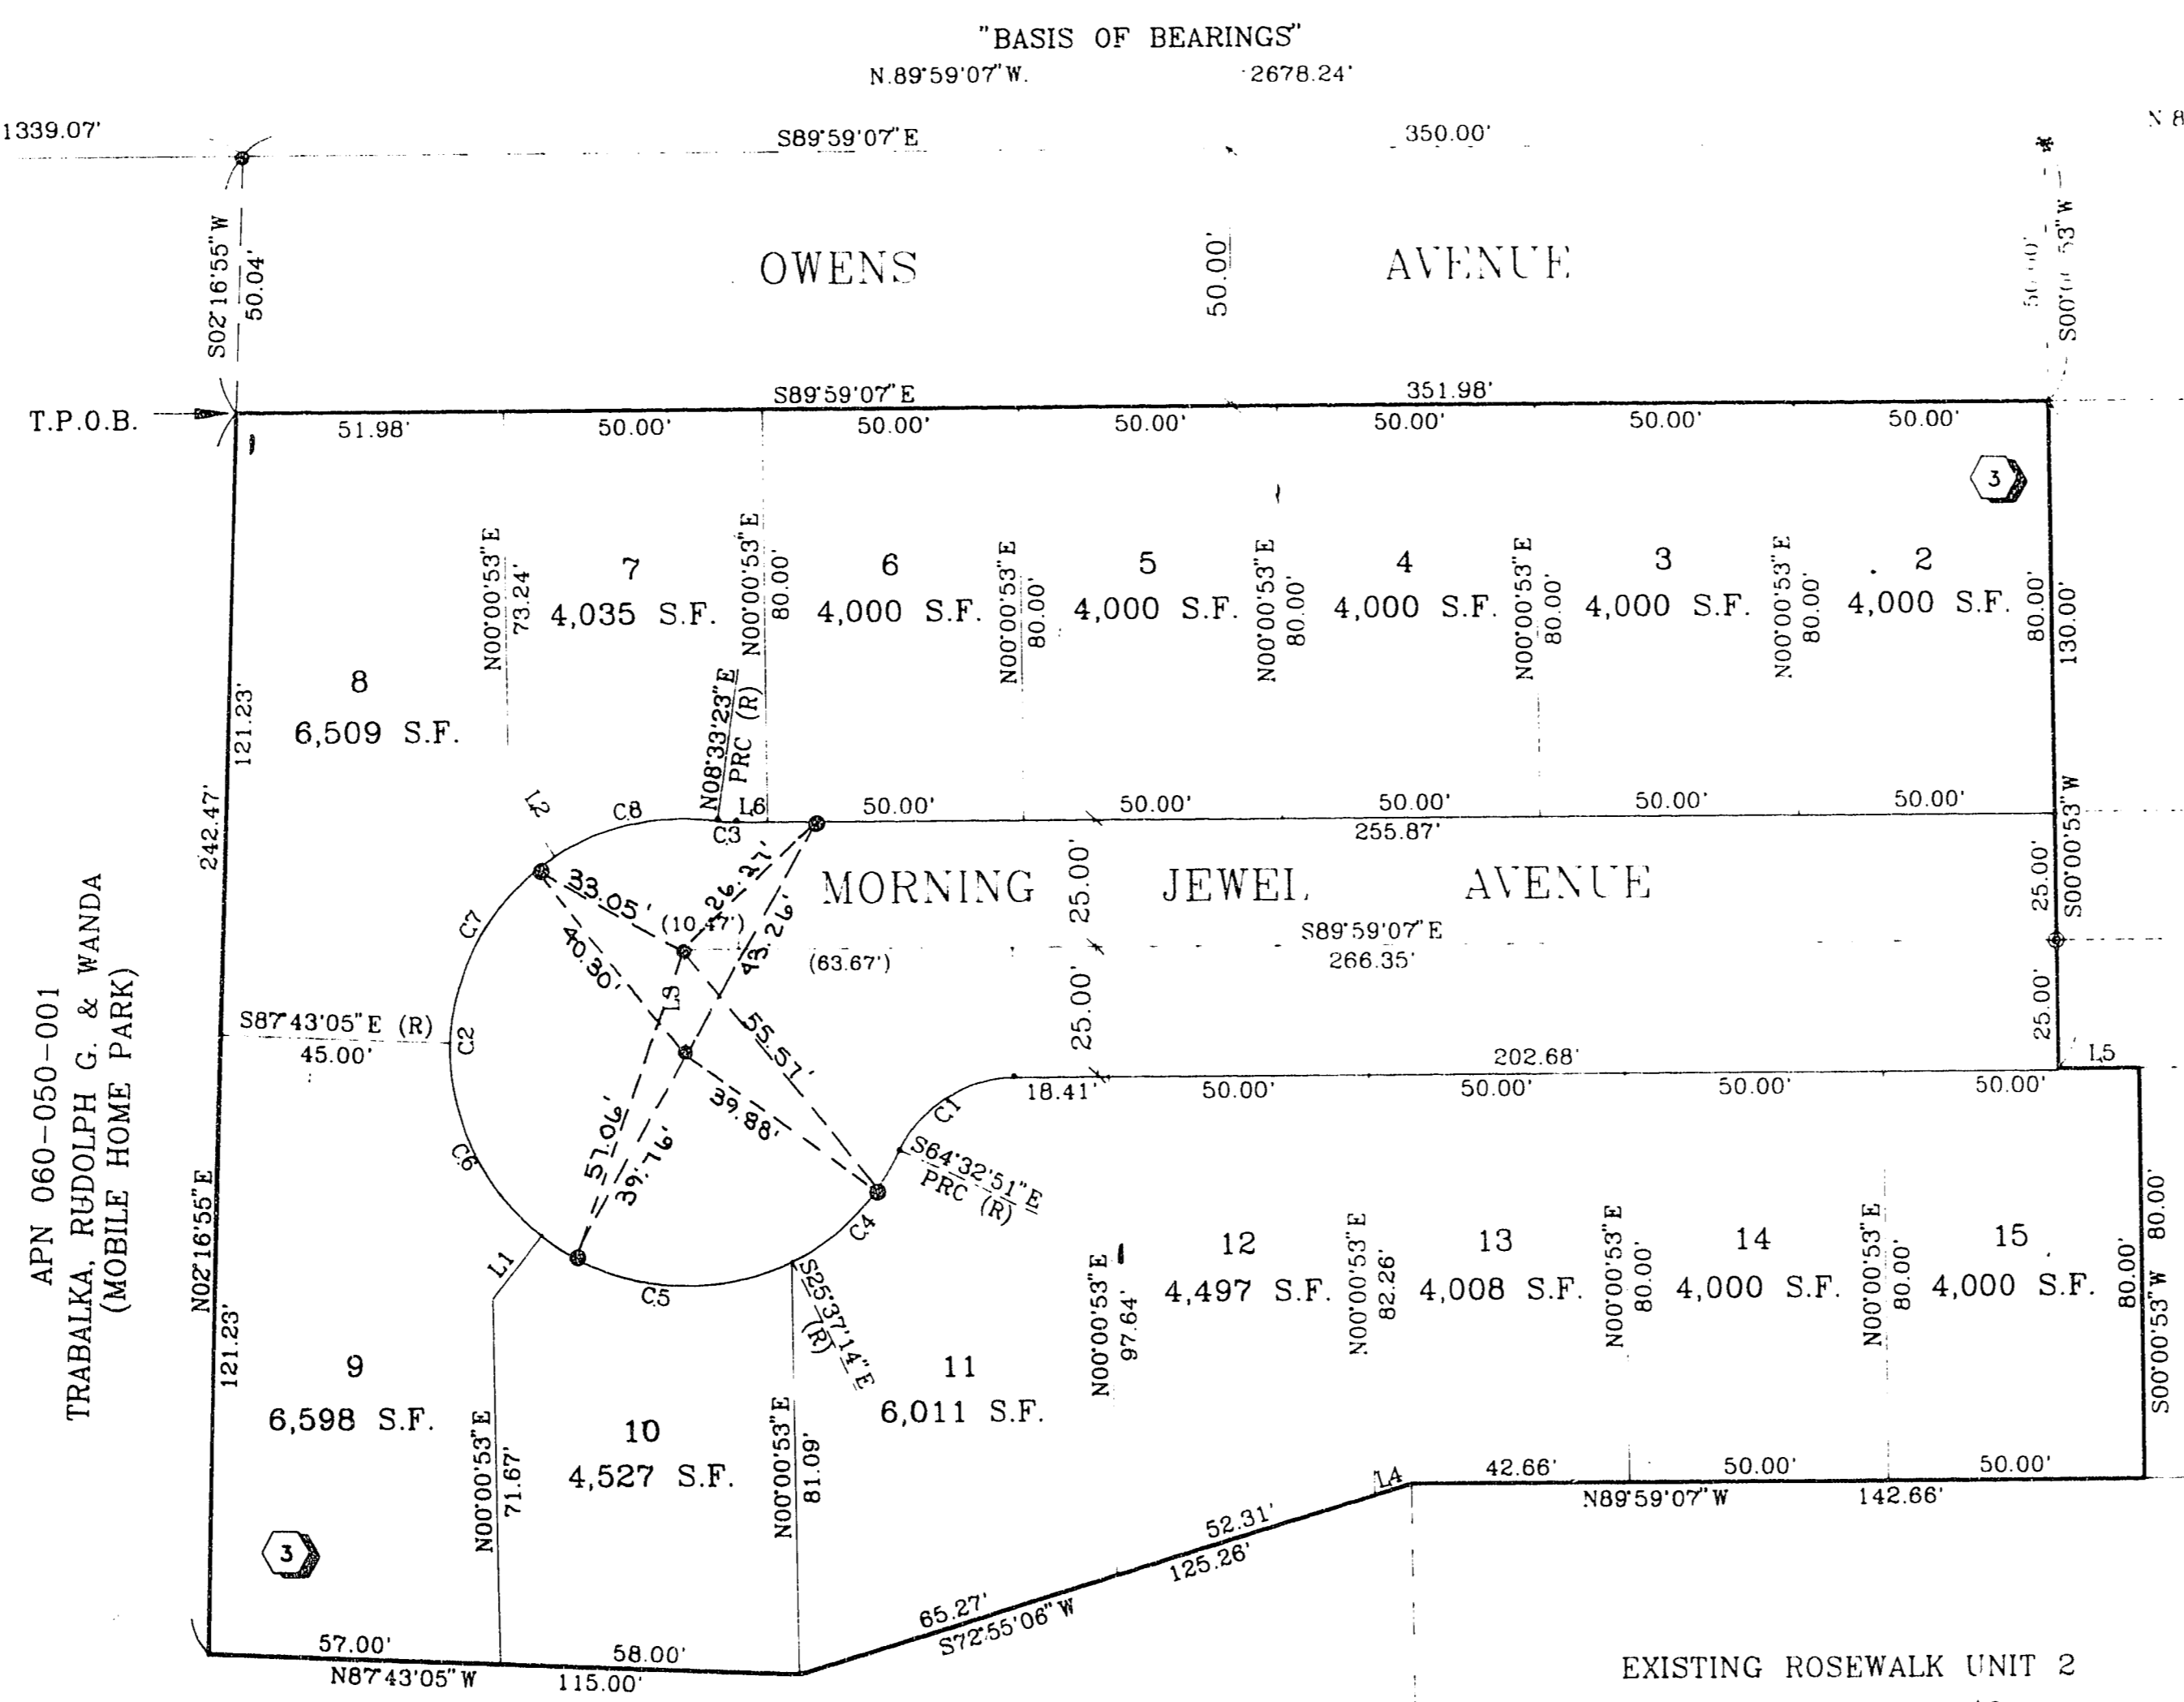 "BASIS OF BEARINGS"
N.89°59'07"W. 2678.24'
1339.07'
S89°59'07"E 350.00'
N 8
S02°16'55"W
50.04'
OWENS AVENUE
50.00'
T.P.O.B.
S89°59'07"E 351.98'
51.98' 50.00' 50.00' 50.00' 50.00' 50.00' 50.00'
3
N00°00'53"E
73.24'
7
4,035 S.F.
N00°00'53"E
80.00'
6
4,000 S.F.
N00°00'53"E
80.00'
5
4,000 S.F.
N00°00'53"E
80.00'
4
4,000 S.F.
N00°00'53"E
80.00'
3
4,000 S.F.
N00°00'53"E
80.00'
2
4,000 S.F.
80.00'
130.00'
8
6,509 S.F.
121.23'
242.47'
N08°33'23"E
PRC (R)
L2
C8
C3
L6
50.00' 50.00' 50.00' 50.00' 50.00'
255.87'
MORNING JEWEL AVENUE
25.00'
25.00'
S00°00'53"W
33.05'
26.27'
(10.47')
43.26'
40.30'
(63.67')
S89°59'07"E
266.35'
C7
L3
55.57'
25.00'
25.00'
S87°43'05"E (R)
45.00'
C2
202.68'
L5
18.41' 50.00' 50.00' 50.00' 50.00'
39.88'
57.06'
39.76'
C1
S64°32'51"E
PRC (R)
C6
C4
C5
L1
S25°37'14"E
(R)
APN 060-050-001
TRABALKA, RUDOLPH G. & WANDA
(MOBILE HOME PARK)
N02°16'55"E
121.23'
9
6,598 S.F.
N00°00'53"E
71.67'
10
4,527 S.F.
N00°00'53"E
81.09'
11
6,011 S.F.
N00°00'53"E
97.64'
12
4,497 S.F.
N00°00'53"E
82.26'
13
4,008 S.F.
N00°00'53"E
80.00'
14
4,000 S.F.
N00°00'53"E
80.00'
15
4,000 S.F.
80.00'
S00°00'53"W 80.00'
3
L4
42.66' 50.00' 50.00'
N89°59'07"W 142.66'
52.31'
125.26'
65.27'
S72°55'06"W
57.00' 58.00'
N87°43'05"W 115.00'
EXISTING ROSEWALK UNIT 2